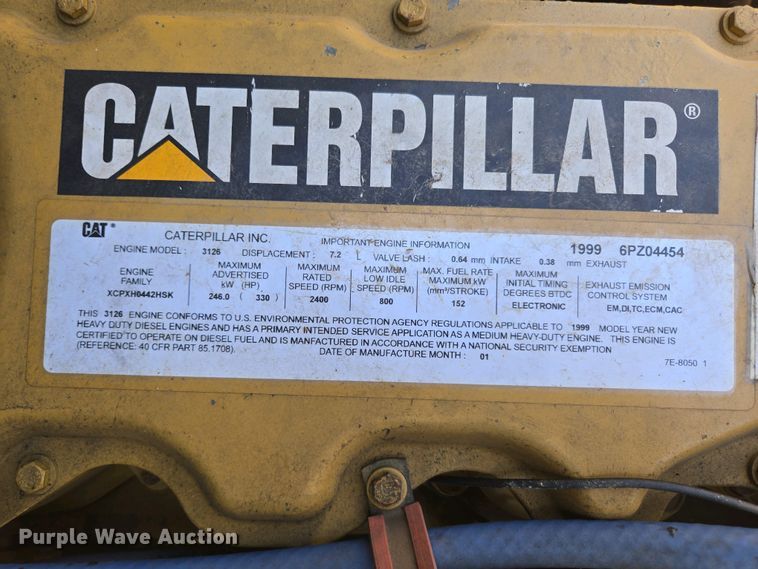 CATERPILLAR®
CAT®
CATERPILLAR INC. IMPORTANT ENGINE INFORMATION 1999 6PZ04454
ENGINE MODEL : 3126 DISPLACEMENT : 7.2 L VALVE LASH : 0.64 mm INTAKE 0.38 mm EXHAUST
ENGINE FAMILY MAXIMUM ADVERTISED kW (HP) MAXIMUM RATED SPEED (RPM) MAXIMUM LOW IDLE SPEED (RPM) MAX. FUEL RATE MAXIMUM kW (mm³/STROKE) MAXIMUM INITIAL TIMING DEGREES BTDC EXHAUST EMISSION CONTROL SYSTEM
XCPXH0442HSK 246.0 ( 330 ) 2400 800 152 ELECTRONIC EM,DI,TC,ECM,CAC
THIS 3126 ENGINE CONFORMS TO U.S. ENVIRONMENTAL PROTECTION AGENCY REGULATIONS APPLICABLE TO 1999 MODEL YEAR NEW
HEAVY DUTY DIESEL ENGINES AND HAS A PRIMARY INTENDED SERVICE APPLICATION AS A MEDIUM HEAVY-DUTY ENGINE. THIS ENGINE IS
CERTIFIED TO OPERATE ON DIESEL FUEL AND IS MANFACTURED IN ACCORDANCE WITH A NATIONAL SECURITY EXEMPTION
(REFERENCE: 40 CFR PART 85.1708). DATE OF MANUFACTURE MONTH : 01 7E-8050 1
Purple Wave Auction